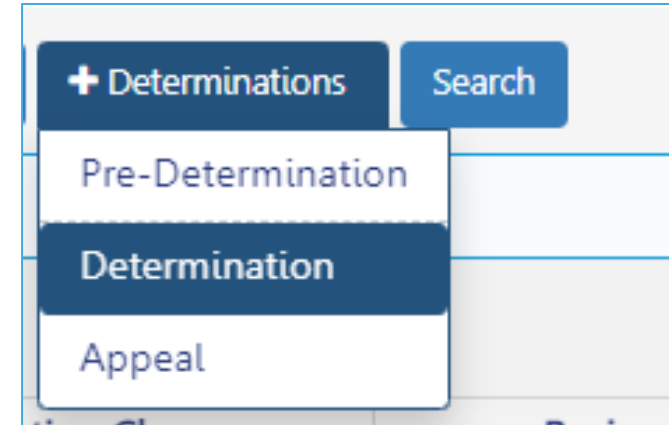 + Determinations Search
Pre-Determination
Determination
Appeal